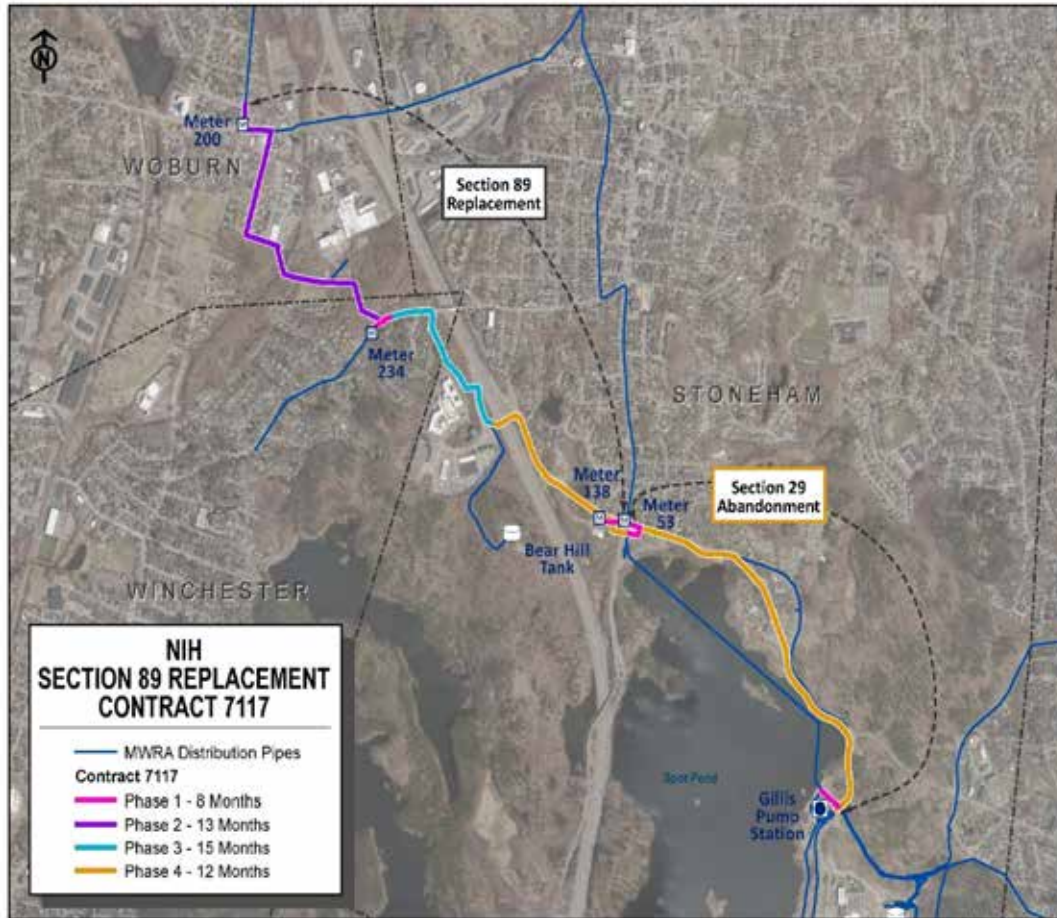 N
Meter
200
WOBURN
Section 89
Replacement
Meter
234
STONEHAM
Meter
138
Section 29
Abandonment
Meter
53
Bear Hill
Tank
WINCHESTER
Spot Pond
Gillis
Pump
Station
NIH
SECTION 89 REPLACEMENT
CONTRACT 7117
MWRA Distribution Pipes
Contract 7117
Phase 1 - 8 Months
Phase 2 - 13 Months
Phase 3 - 15 Months
Phase 4 - 12 Months